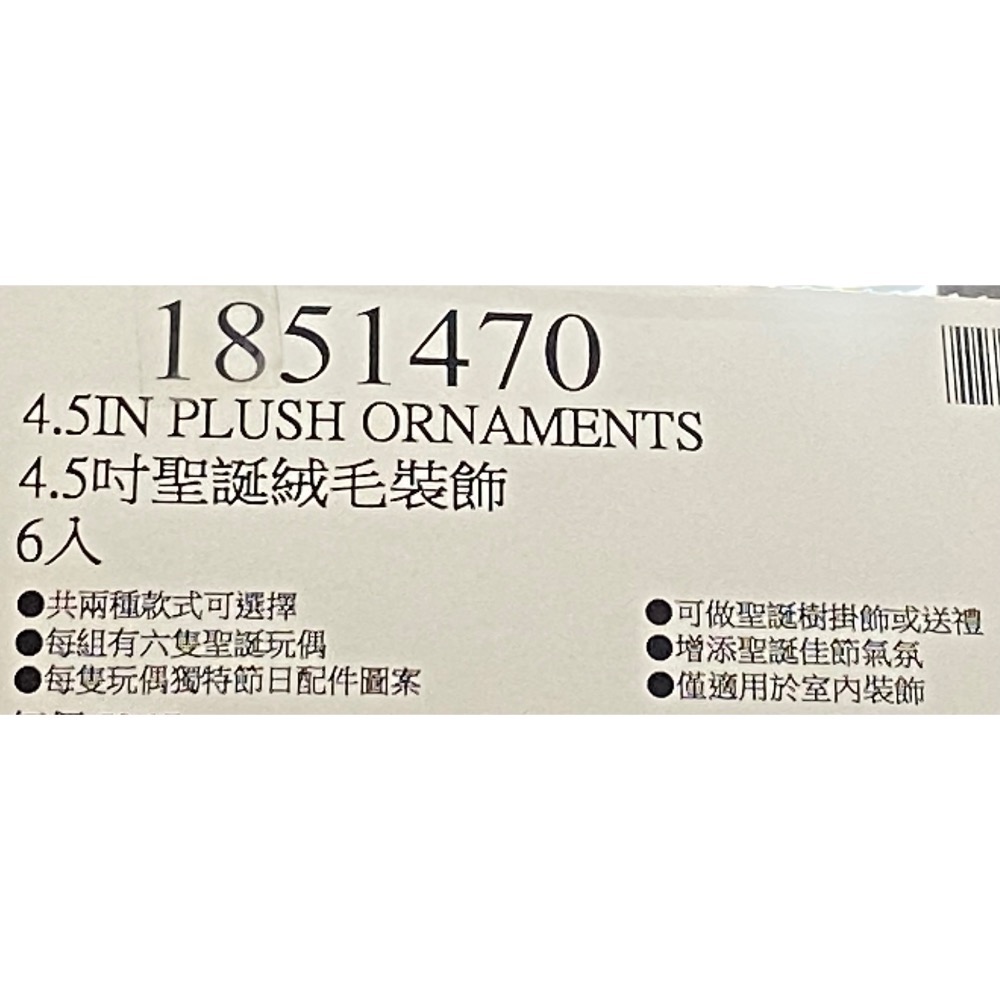 1851470
4.5IN PLUSH ORNAMENTS
4.5吋聖誕絨毛裝飾
6入
●共兩種款式可選擇
●每組有六隻聖誕玩偶
●每隻玩偶獨特節日配件圖案
●可做聖誕樹掛飾或送禮
●增添聖誕佳節氣氛
●僅適用於室內裝飾